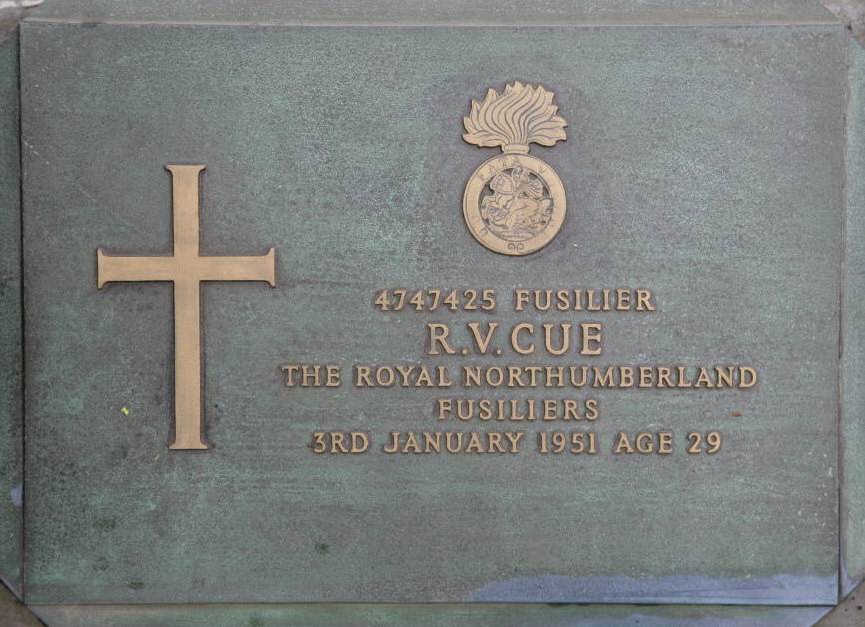 4747425 FUSILIER
R.V. CUE
THE ROYAL NORTHUMBERLAND
FUSILIERS
3RD JANUARY 1951 AGE 29